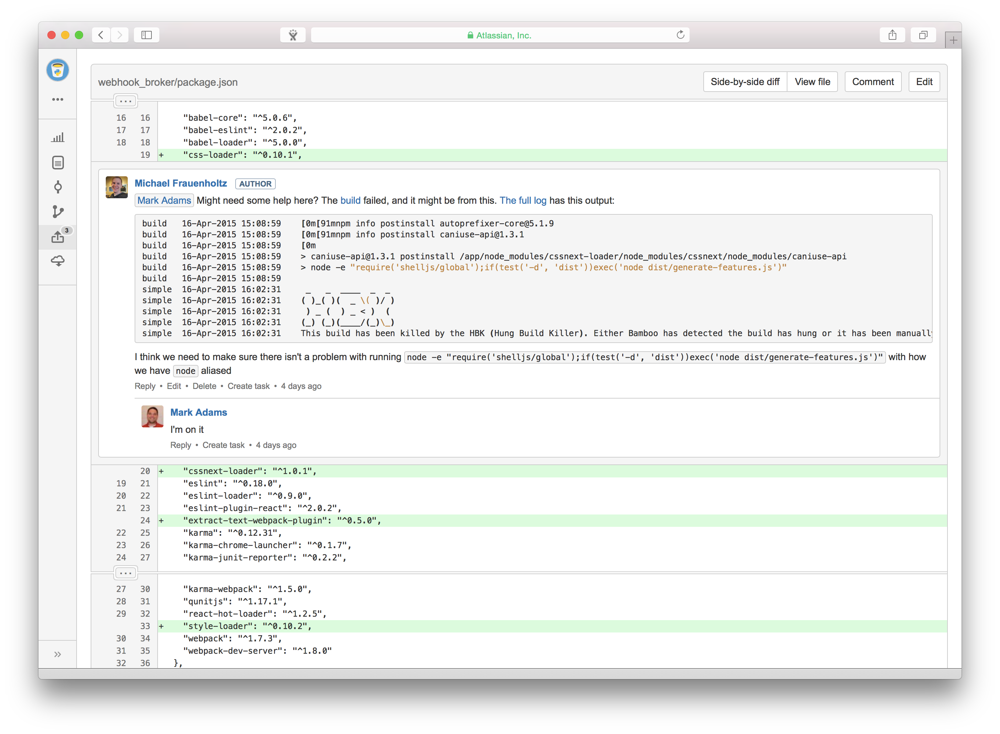 Atlassian, Inc.
webhook_broker/package.json
Side-by-side diff View file Comment Edit
...
16 16 "babel-core": "^5.0.6",
17 17 "babel-eslint": "^2.0.2",
18 18 "babel-loader": "^5.0.0",
19 + "css-loader": "^0.10.1",
Michael Frauenholtz AUTHOR
Mark Adams Might need some help here? The build failed, and it might be from this. The full log has this output:
build 16-Apr-2015 15:08:59 [0m[91mnpm info postinstall autoprefixer-core@5.1.9
build 16-Apr-2015 15:08:59 [0m[91mnpm info postinstall caniuse-api@1.3.1
build 16-Apr-2015 15:08:59 [0m
build 16-Apr-2015 15:08:59 > caniuse-api@1.3.1 postinstall /app/node_modules/cssnext-loader/node_modules/cssnext/node_modules/caniuse-api
build 16-Apr-2015 15:08:59 > node -e "require('shelljs/global');if(test('-d', 'dist'))exec('node dist/generate-features.js')"
build 16-Apr-2015 15:08:59
simple 16-Apr-2015 16:02:31 _ _ ____ _ _
simple 16-Apr-2015 16:02:31 ( )_( )( _ \( )/ )
simple 16-Apr-2015 16:02:31 ) _ ( ) _ < ) (
simple 16-Apr-2015 16:02:31 (_) (_)(____/(_)\_)
simple 16-Apr-2015 16:02:31 This build has been killed by the HBK (Hung Build Killer). Either Bamboo has detected the build has hung or it has been manually
I think we need to make sure there isn't a problem with running node -e "require('shelljs/global');if(test('-d', 'dist'))exec('node dist/generate-features.js')" with how
we have node aliased
Reply • Edit • Delete • Create task • 4 days ago
3
Mark Adams
I'm on it
Reply • Create task • 4 days ago
20 + "cssnext-loader": "^1.0.1",
19 21 "eslint": "^0.18.0",
20 22 "eslint-loader": "^0.9.0",
21 23 "eslint-plugin-react": "^2.0.2",
24 + "extract-text-webpack-plugin": "^0.5.0",
22 25 "karma": "^0.12.31",
23 26 "karma-chrome-launcher": "^0.1.7",
24 27 "karma-junit-reporter": "^0.2.2",
...
27 30 "karma-webpack": "^1.5.0",
28 31 "qunitjs": "^1.17.1",
29 32 "react-hot-loader": "^1.2.5",
33 + "style-loader": "^0.10.2",
30 34 "webpack": "^1.7.3",
31 35 "webpack-dev-server": "^1.8.0"
32 36 },